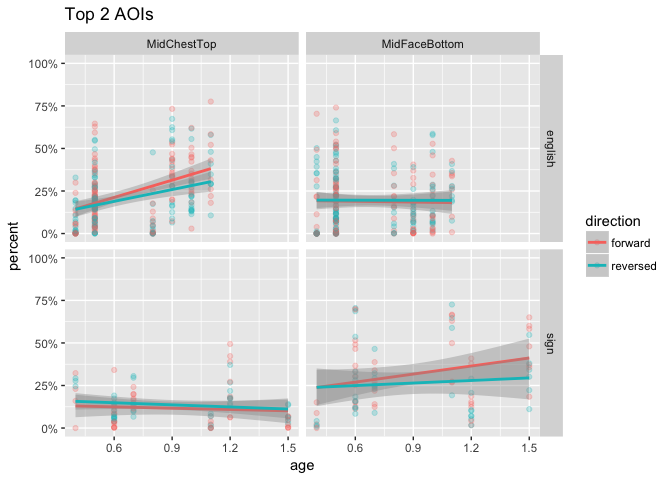 Top 2 AOIs
MidChestTop
MidFaceBottom
100%
75%
50%
25%
0%
english
100%
75%
50%
25%
0%
sign
percent
0.6
0.9
1.2
1.5
0.6
0.9
1.2
1.5
age
direction
forward
reversed